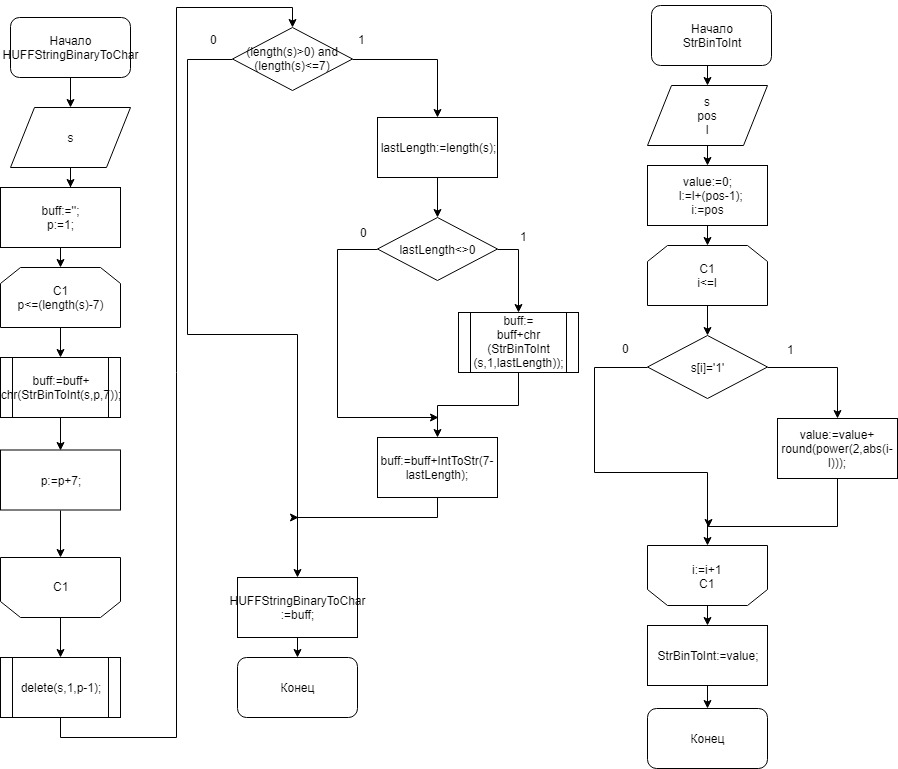 Начало
HUFFStringBinaryToChar
s
buff:='';
p:=1;
C1
p<=(length(s)-7)
buff:=buff+
chr(StrBinToInt(s,p,7));
p:=p+7;
C1
delete(s,1,p-1);
0
(length(s)>0) and
(length(s)<=7)
1
lastLength:=length(s);
0
lastLength<>0
1
buff:=
buff+chr
(StrBinToInt
(s,1,lastLength));
buff:=buff+IntToStr(7-
lastLength);
HUFFStringBinaryToChar
:=buff;
Конец
Начало
StrBinToInt
s
pos
l
value:=0;
l:=l+(pos-1);
i:=pos
C1
i<=l
0
s[i]='1'
1
value:=value+
round(power(2,abs(i-
l)));
i:=i+1
C1
StrBinToInt:=value;
Конец